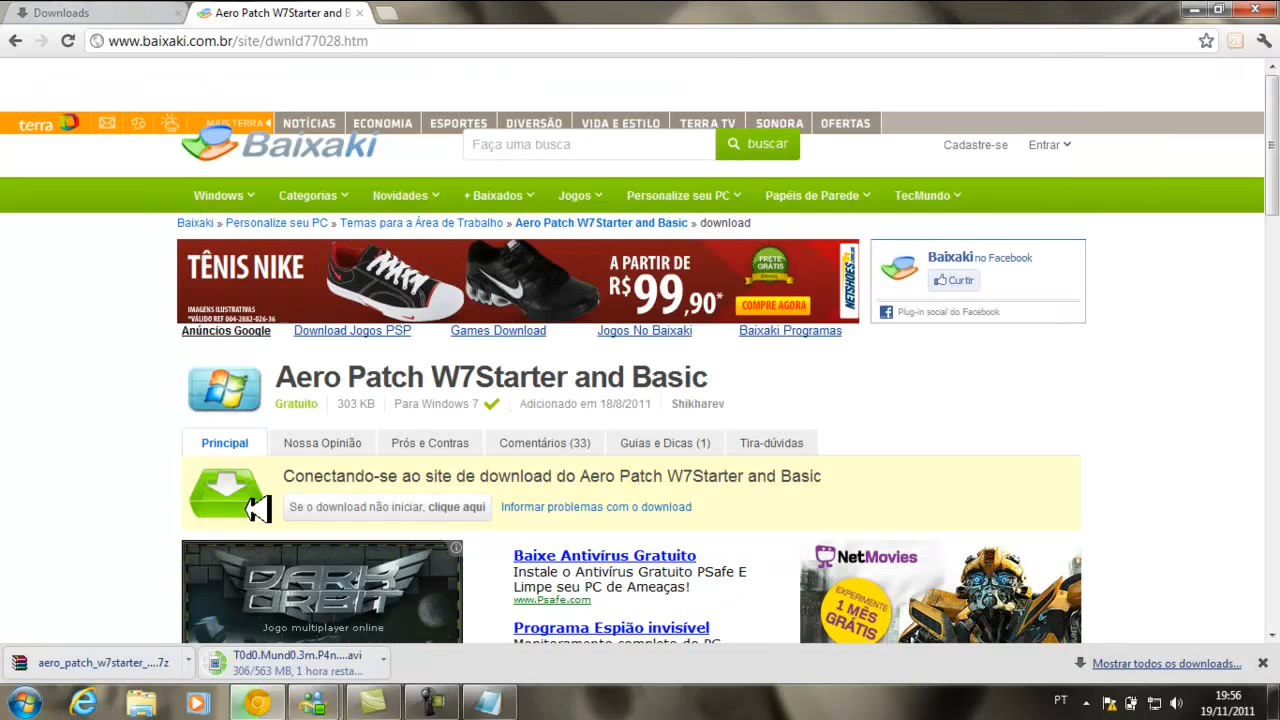 Downloads
Aero Patch W7Starter and B
www.baixaki.com.br/site/dwnld77028.htm
terra
MAIS TERRA
NOTÍCIAS
ECONOMIA
ESPORTES
DIVERSÃO
VIDA E ESTILO
TERRA TV
SONORA
OFERTAS
Baixaki
Faça uma busca
buscar
Cadastre-se
Entrar
Windows
Categorias
Novidades
+ Baixados
Jogos
Personalize seu PC
Papéis de Parede
TecMundo
Baixaki » Personalize seu PC » Temas para a Área de Trabalho » Aero Patch W7Starter and Basic » download
TÊNIS NIKE
IMAGENS ILUSTRATIVAS
*VÁLIDO REF 004-2882-026-36
A PARTIR DE
R$99,90*
FRETE
GRÁTIS
COMPRE AGORA
NETSHOES
Baixaki no Facebook
Curtir
Plug-in social do Facebook
Anúncios Google
Download Jogos PSP
Games Download
Jogos No Baixaki
Baixaki Programas
Aero Patch W7Starter and Basic
Gratuito
303 KB
Para Windows 7
Adicionado em 18/8/2011
Shikharev
Principal
Nossa Opinião
Prós e Contras
Comentários (33)
Guias e Dicas (1)
Tira-dúvidas
Conectando-se ao site de download do Aero Patch W7Starter and Basic
Se o download não iniciar, clique aqui
Informar problemas com o download
DARK
ORBIT
Jogo multiplayer online
Baixe Antivírus Gratuito
Instale o Antivírus Gratuito PSafe E
Limpe seu PC de Ameaças!
www.Psafe.com
Programa Espião invisível
Monitoramento completo do PC
NetMovies
EXPERIMENTE
1 MÊS
GRÁTIS
aero_patch_w7starter_....7z
T0d0.Mund0.3m.P4n....avi
306/563 MB, 1 hora resta...
Mostrar todos os downloads...
PT
19:56
19/11/2011